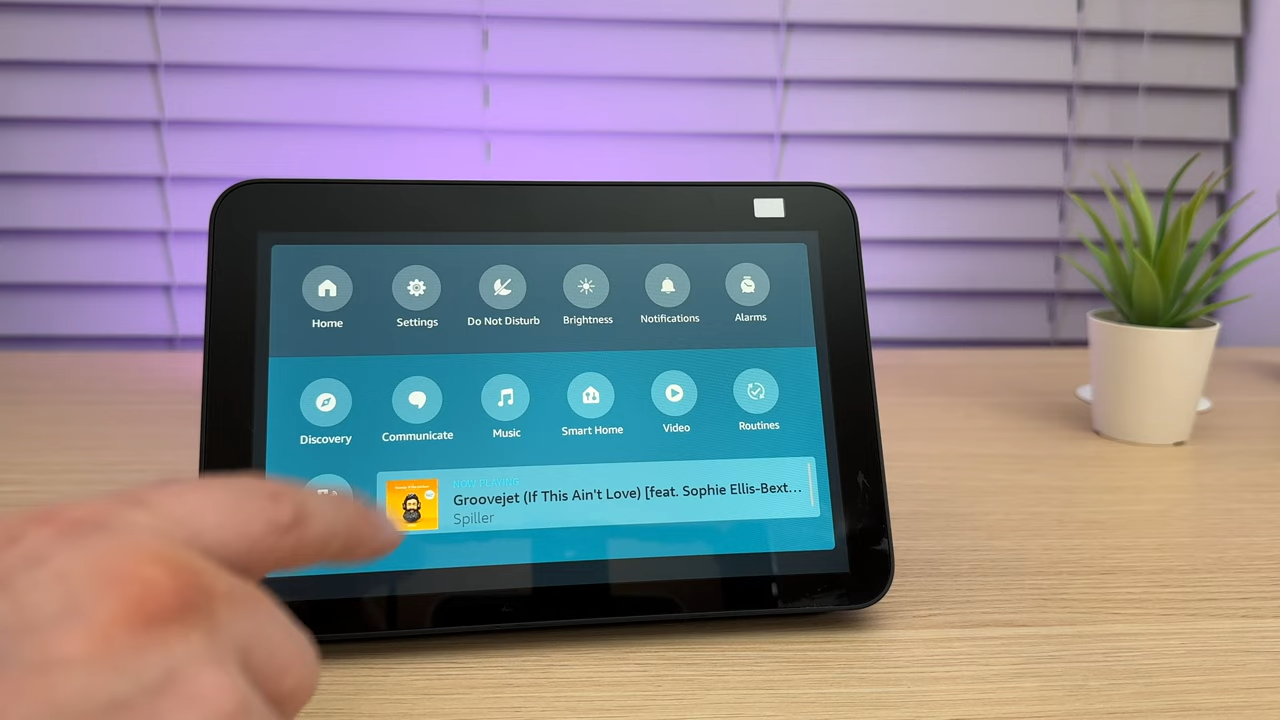 Home
Settings
Do Not Disturb
Brightness
Notifications
Alarms
Discovery
Communicate
Music
Smart Home
Video
Routines
NOW PLAYING
Groovejet (If This Ain't Love) [feat. Sophie Ellis-Bext...
Spiller